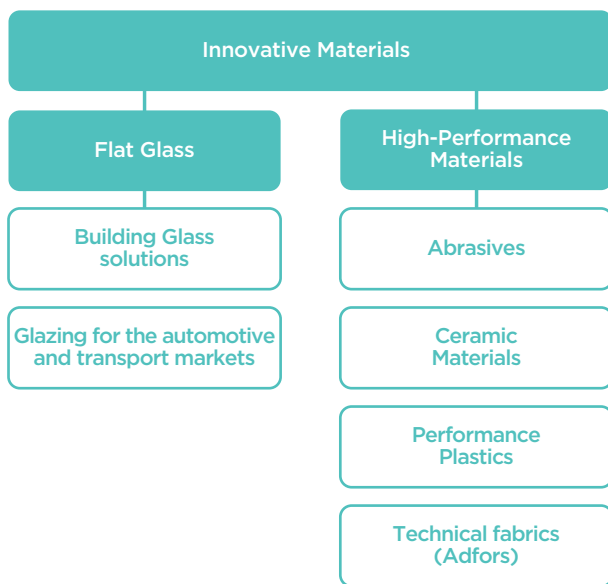 Innovative Materials
Flat Glass
Building Glass
solutions
Glazing for the automotive
and transport markets
High-Performance
Materials
Abrasives
Ceramic
Materials
Performance
Plastics
Technical fabrics
(Adfors)